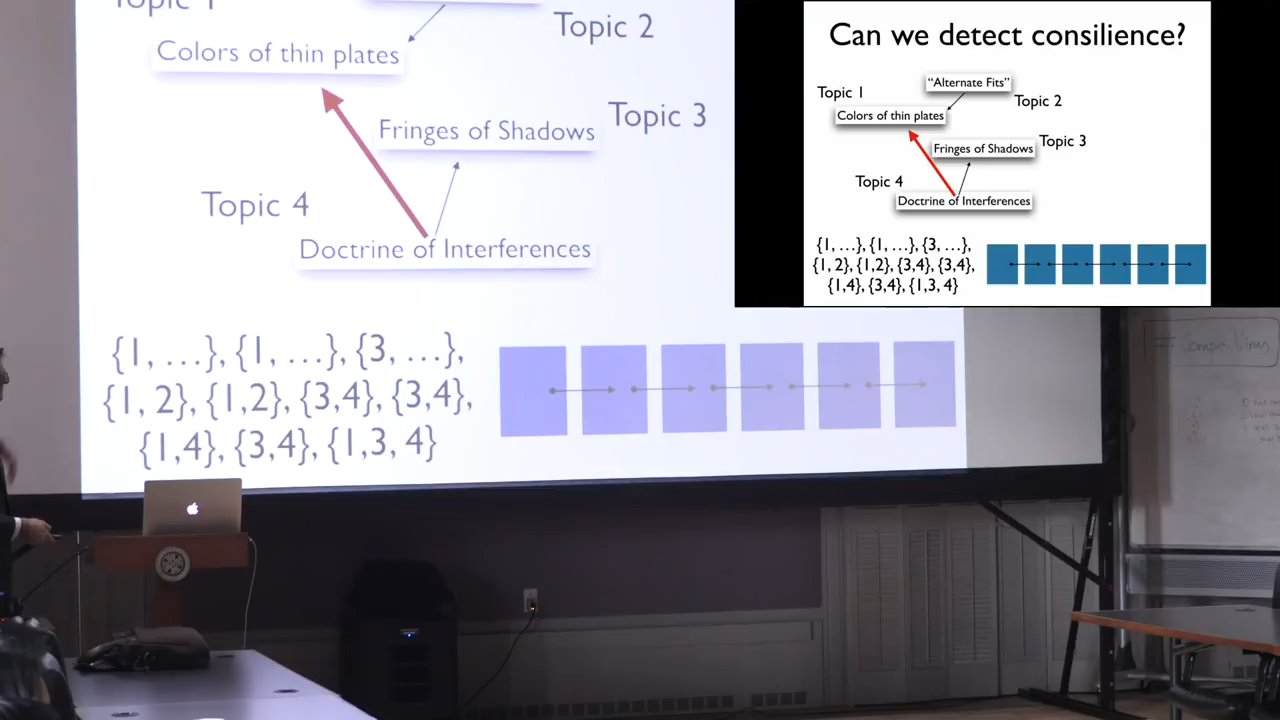 Topic 1
Topic 2
Colors of thin plates
Topic 3
Fringes of Shadows
Topic 4
Doctrine of Interferences
{1, …}, {1, …}, {3, …},
{1, 2}, {1,2}, {3,4}, {3,4},
{1,4}, {3,4}, {1,3, 4}
Can we detect consilience?
"Alternate Fits"
Topic 1
Topic 2
Colors of thin plates
Topic 3
Fringes of Shadows
Topic 4
Doctrine of Interferences
{1, …}, {1, …}, {3, …},
{1, 2}, {1,2}, {3,4}, {3,4},
{1,4}, {3,4}, {1,3, 4}